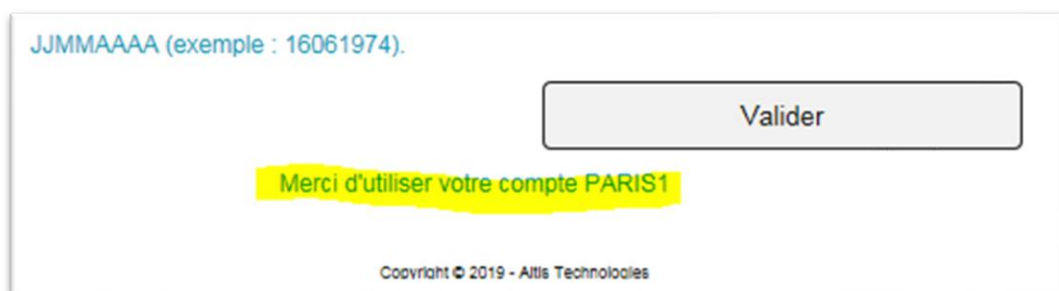 JJMMAAAA (exemple : 16061974).
Valider
Merci d'utiliser votre compte PARIS1
Copyright © 2019 - Altis Technologies